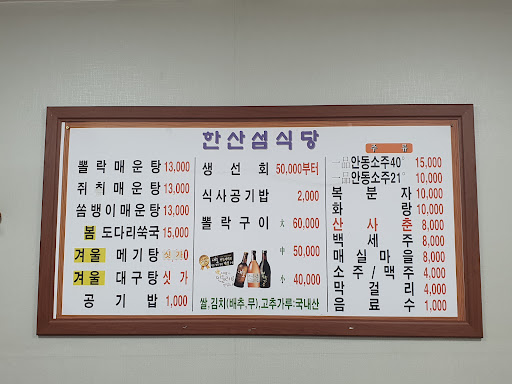 한산섬식당
뽈락매운탕 13,000
쥐치매운탕 13,000
쏨뱅이매운탕 13,000
봄 도다리쑥국 15,000
겨울 메기탕 싯가
겨울 대구탕 싯가
공기밥 1,000
생선회 50,000부터
식사공기밥 2,000
뽈락구이 大 60,000
中 50,000
小 40,000
쌀,김치(배추,무),고추가루:국내산
주류
一品안동소주40° 15,000
一品안동소주21° 10,000
복분자 10,000
화랑 10,000
산사춘 8,000
백세주 8,000
매실마을 8,000
소주/맥주 4,000
막걸리 4,000
음료수 1,000